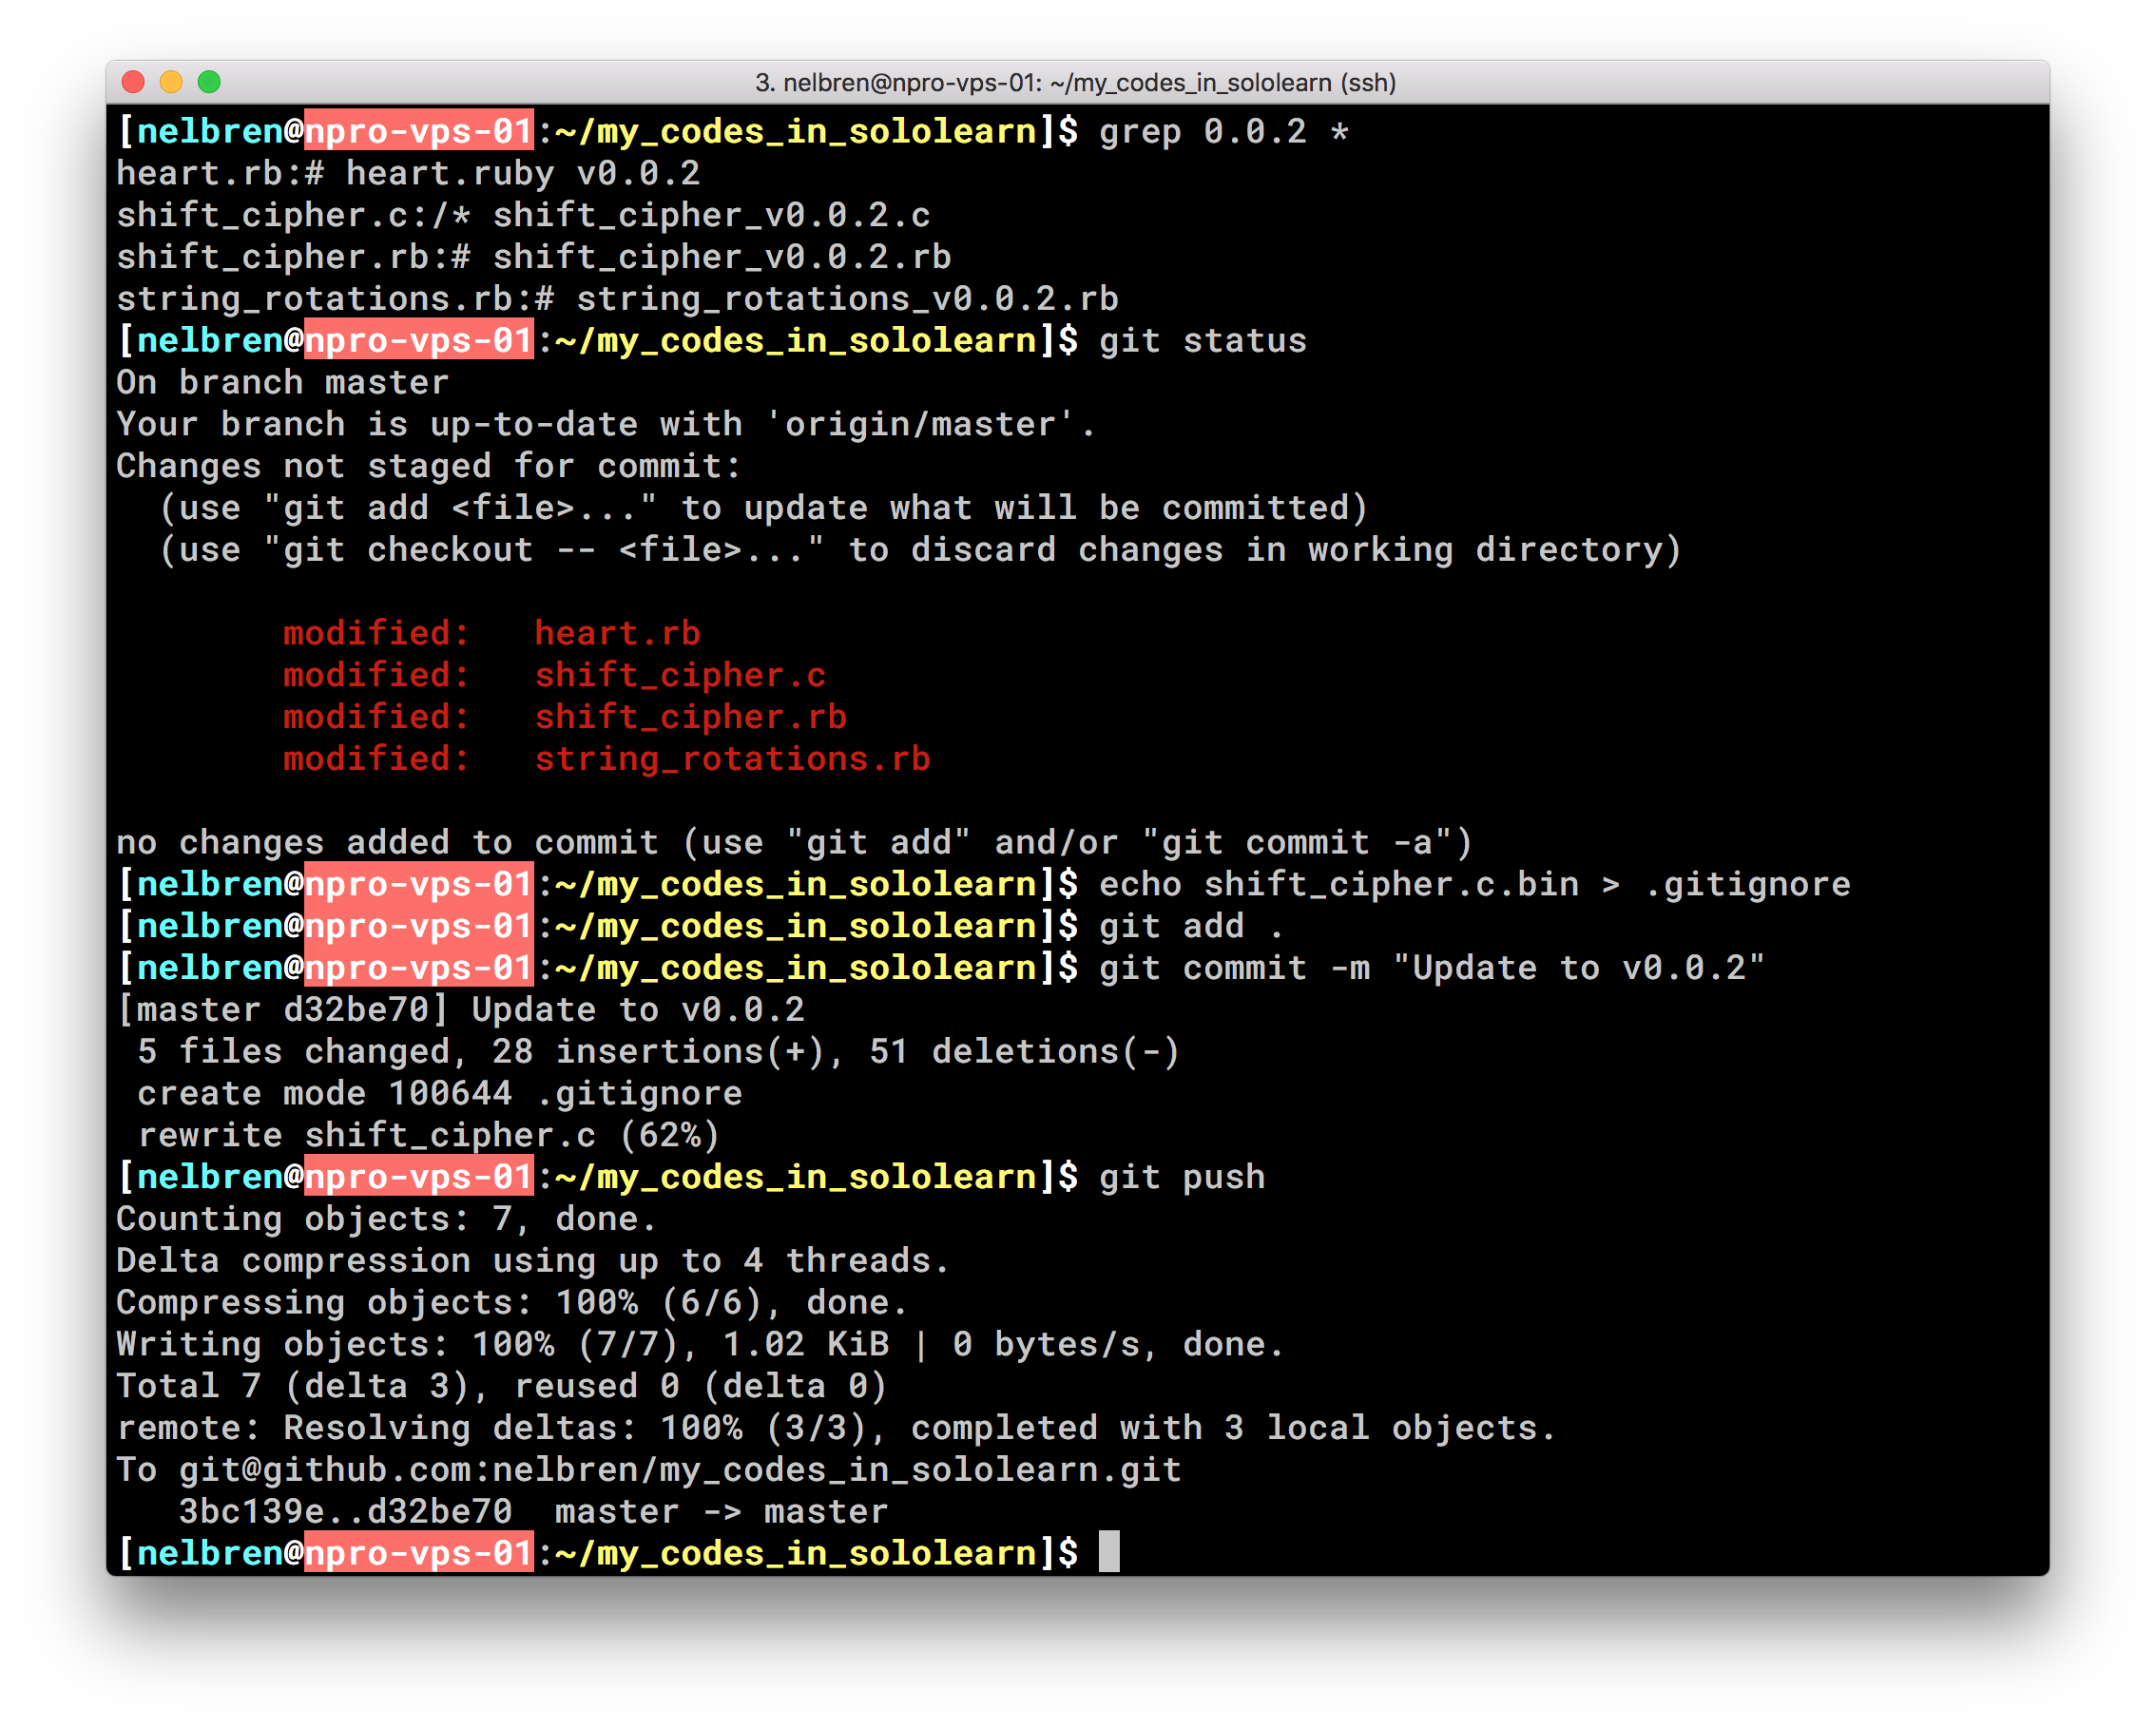 3. nelbren@npro-vps-01: ~/my_codes_in_sololearn (ssh)
[nelbren@npro-vps-01:~/my_codes_in_sololearn]$ grep 0.0.2 *
heart.rb:# heart.ruby v0.0.2
shift_cipher.c:/* shift_cipher_v0.0.2.c
shift_cipher.rb:# shift_cipher_v0.0.2.rb
string_rotations.rb:# string_rotations_v0.0.2.rb
[nelbren@npro-vps-01:~/my_codes_in_sololearn]$ git status
On branch master
Your branch is up-to-date with 'origin/master'.
Changes not staged for commit:
  (use "git add <file>..." to update what will be committed)
  (use "git checkout -- <file>..." to discard changes in working directory)
        modified:   heart.rb
        modified:   shift_cipher.c
        modified:   shift_cipher.rb
        modified:   string_rotations.rb
no changes added to commit (use "git add" and/or "git commit -a")
[nelbren@npro-vps-01:~/my_codes_in_sololearn]$ echo shift_cipher.c.bin > .gitignore
[nelbren@npro-vps-01:~/my_codes_in_sololearn]$ git add .
[nelbren@npro-vps-01:~/my_codes_in_sololearn]$ git commit -m "Update to v0.0.2"
[master d32be70] Update to v0.0.2
 5 files changed, 28 insertions(+), 51 deletions(-)
 create mode 100644 .gitignore
 rewrite shift_cipher.c (62%)
[nelbren@npro-vps-01:~/my_codes_in_sololearn]$ git push
Counting objects: 7, done.
Delta compression using up to 4 threads.
Compressing objects: 100% (6/6), done.
Writing objects: 100% (7/7), 1.02 KiB | 0 bytes/s, done.
Total 7 (delta 3), reused 0 (delta 0)
remote: Resolving deltas: 100% (3/3), completed with 3 local objects.
To git@github.com:nelbren/my_codes_in_sololearn.git
   3bc139e..d32be70  master -> master
[nelbren@npro-vps-01:~/my_codes_in_sololearn]$